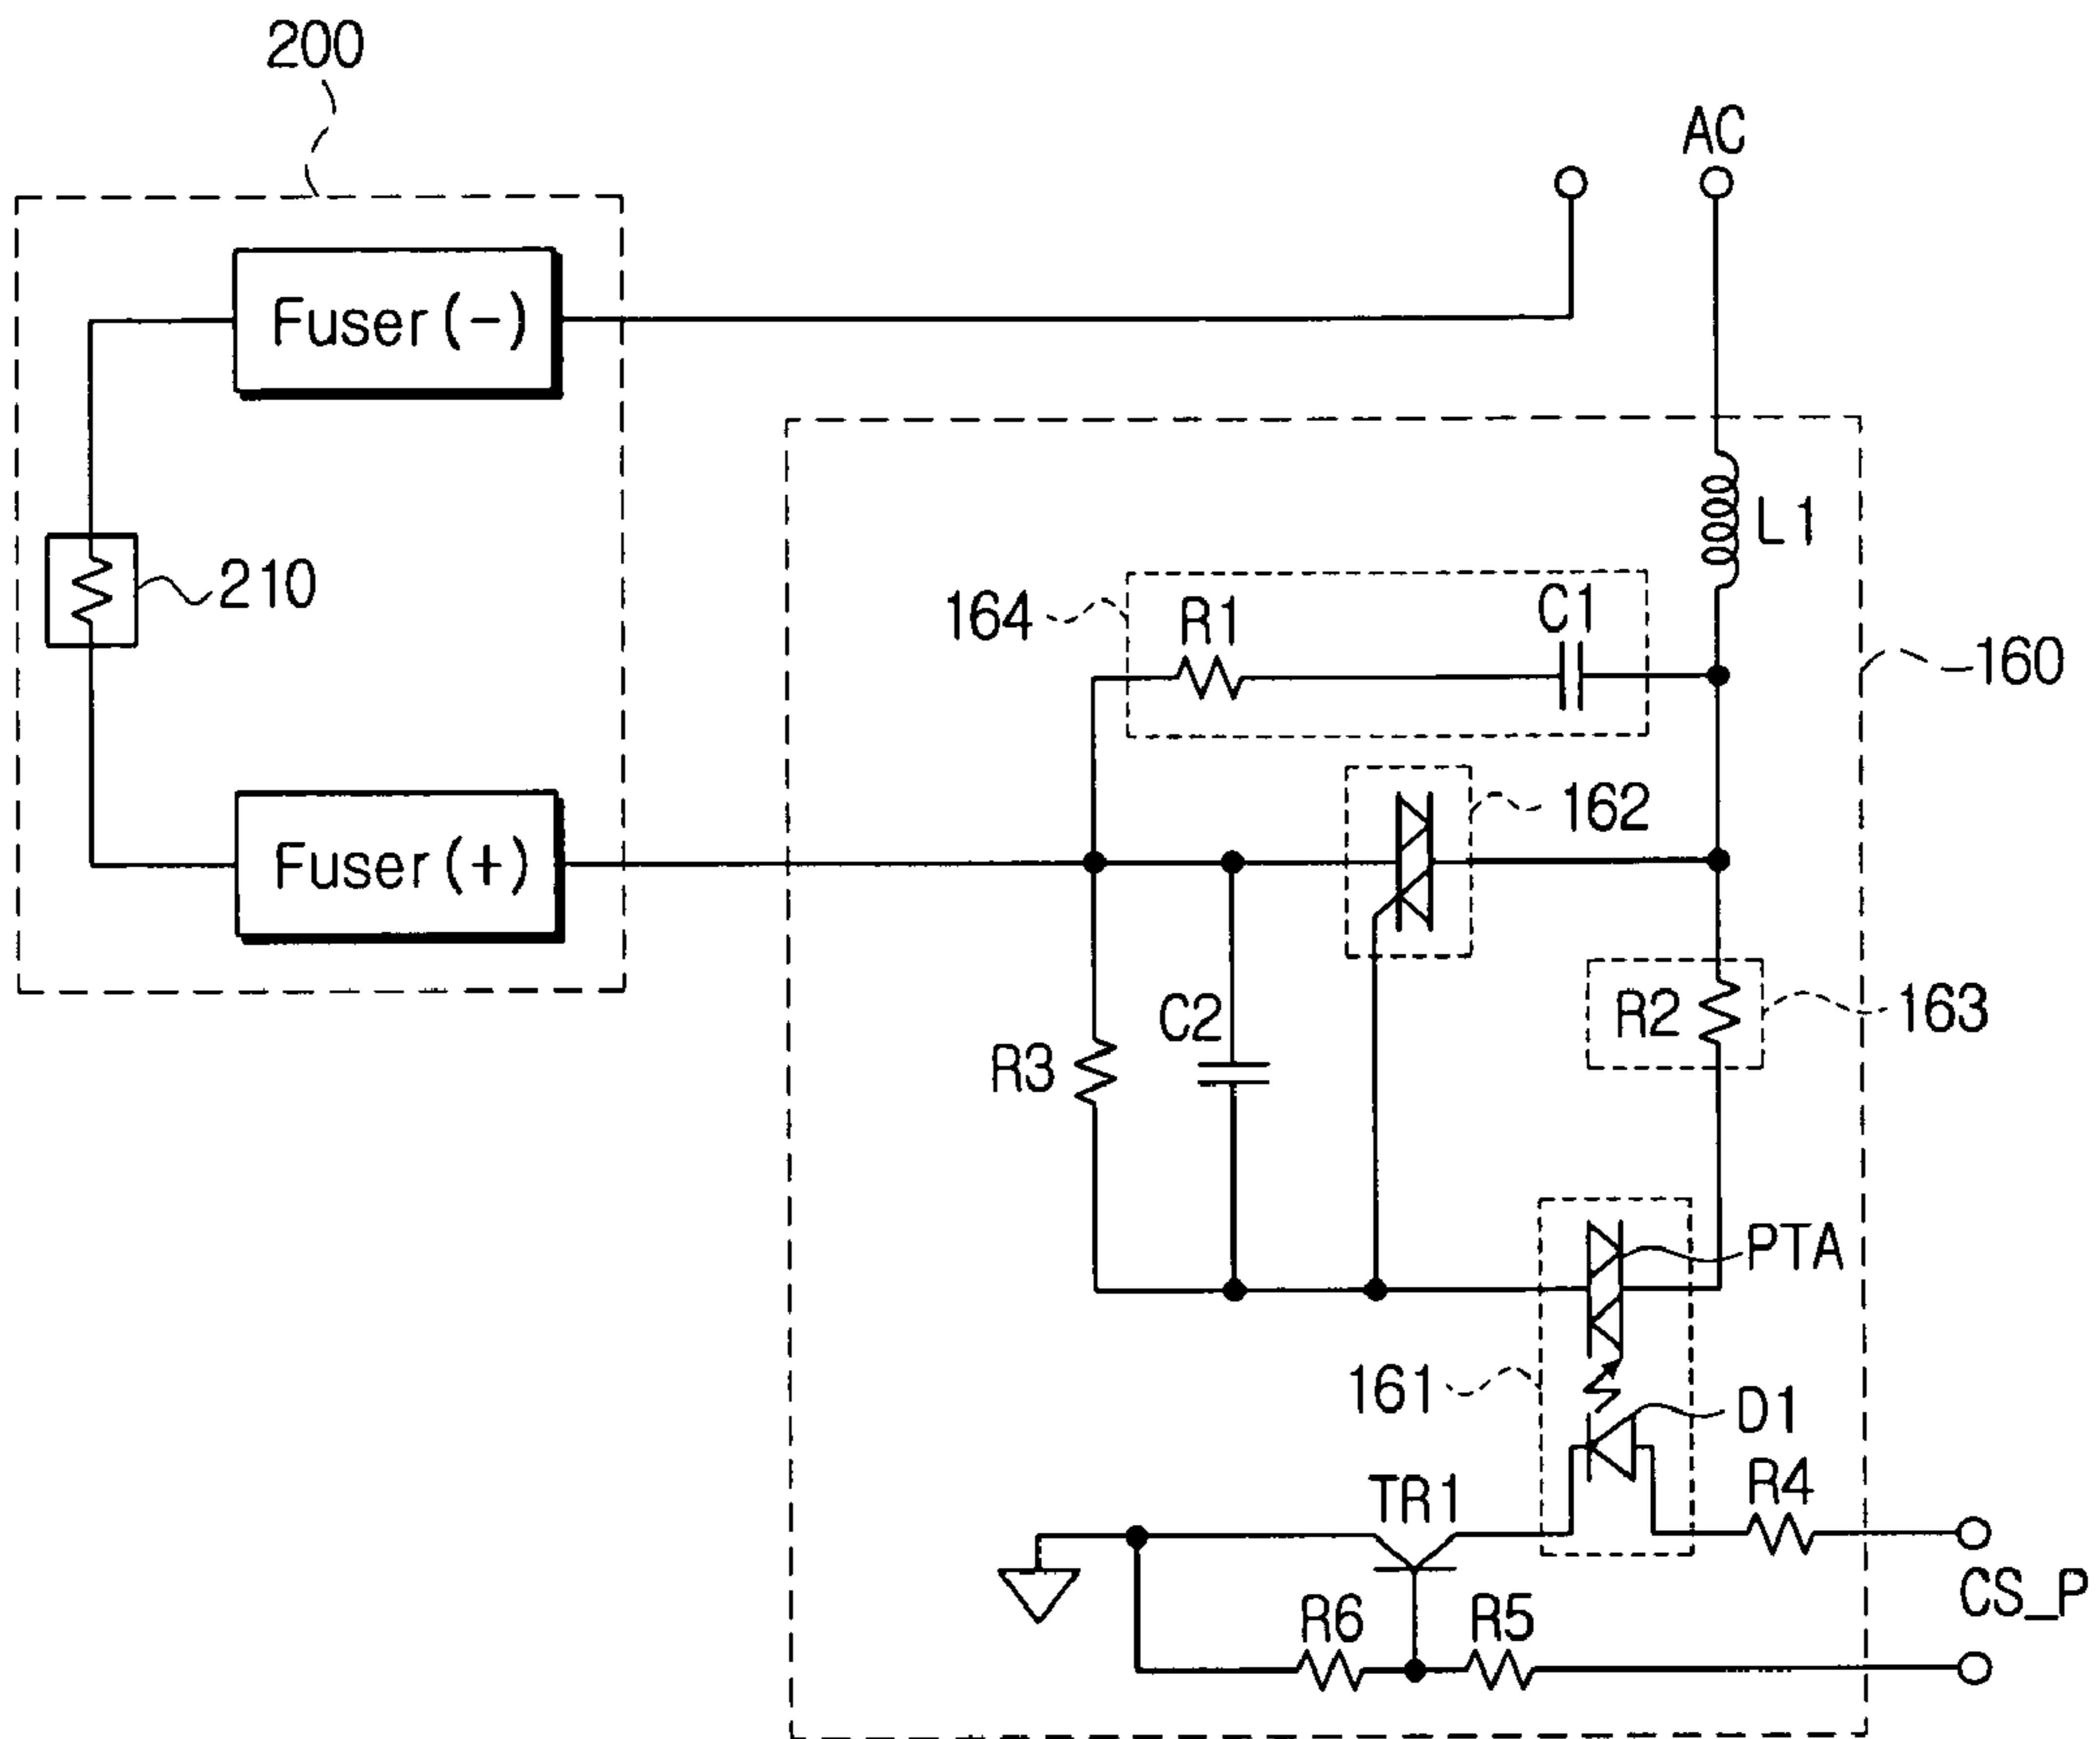 200
AC
Fuser(-)
L1
210
164
R1
C1
160
162
Fuser(+)
C2
R2
163
R3
PTA
161
D1
TR1
R4
CS_P
R6
R5